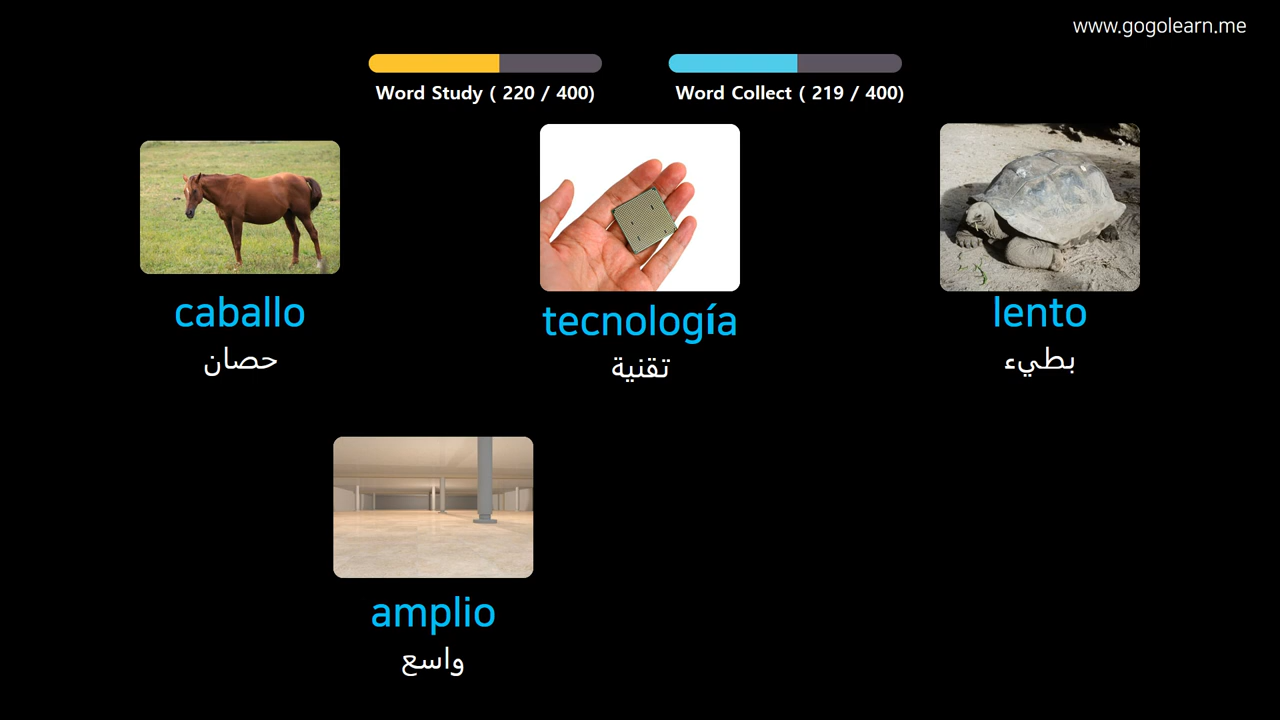 www.gogolearn.me
Word Study ( 220 / 400)
Word Collect ( 219 / 400)
caballo
حصان
tecnología
تقنية
lento
بطيء
amplio
واسع